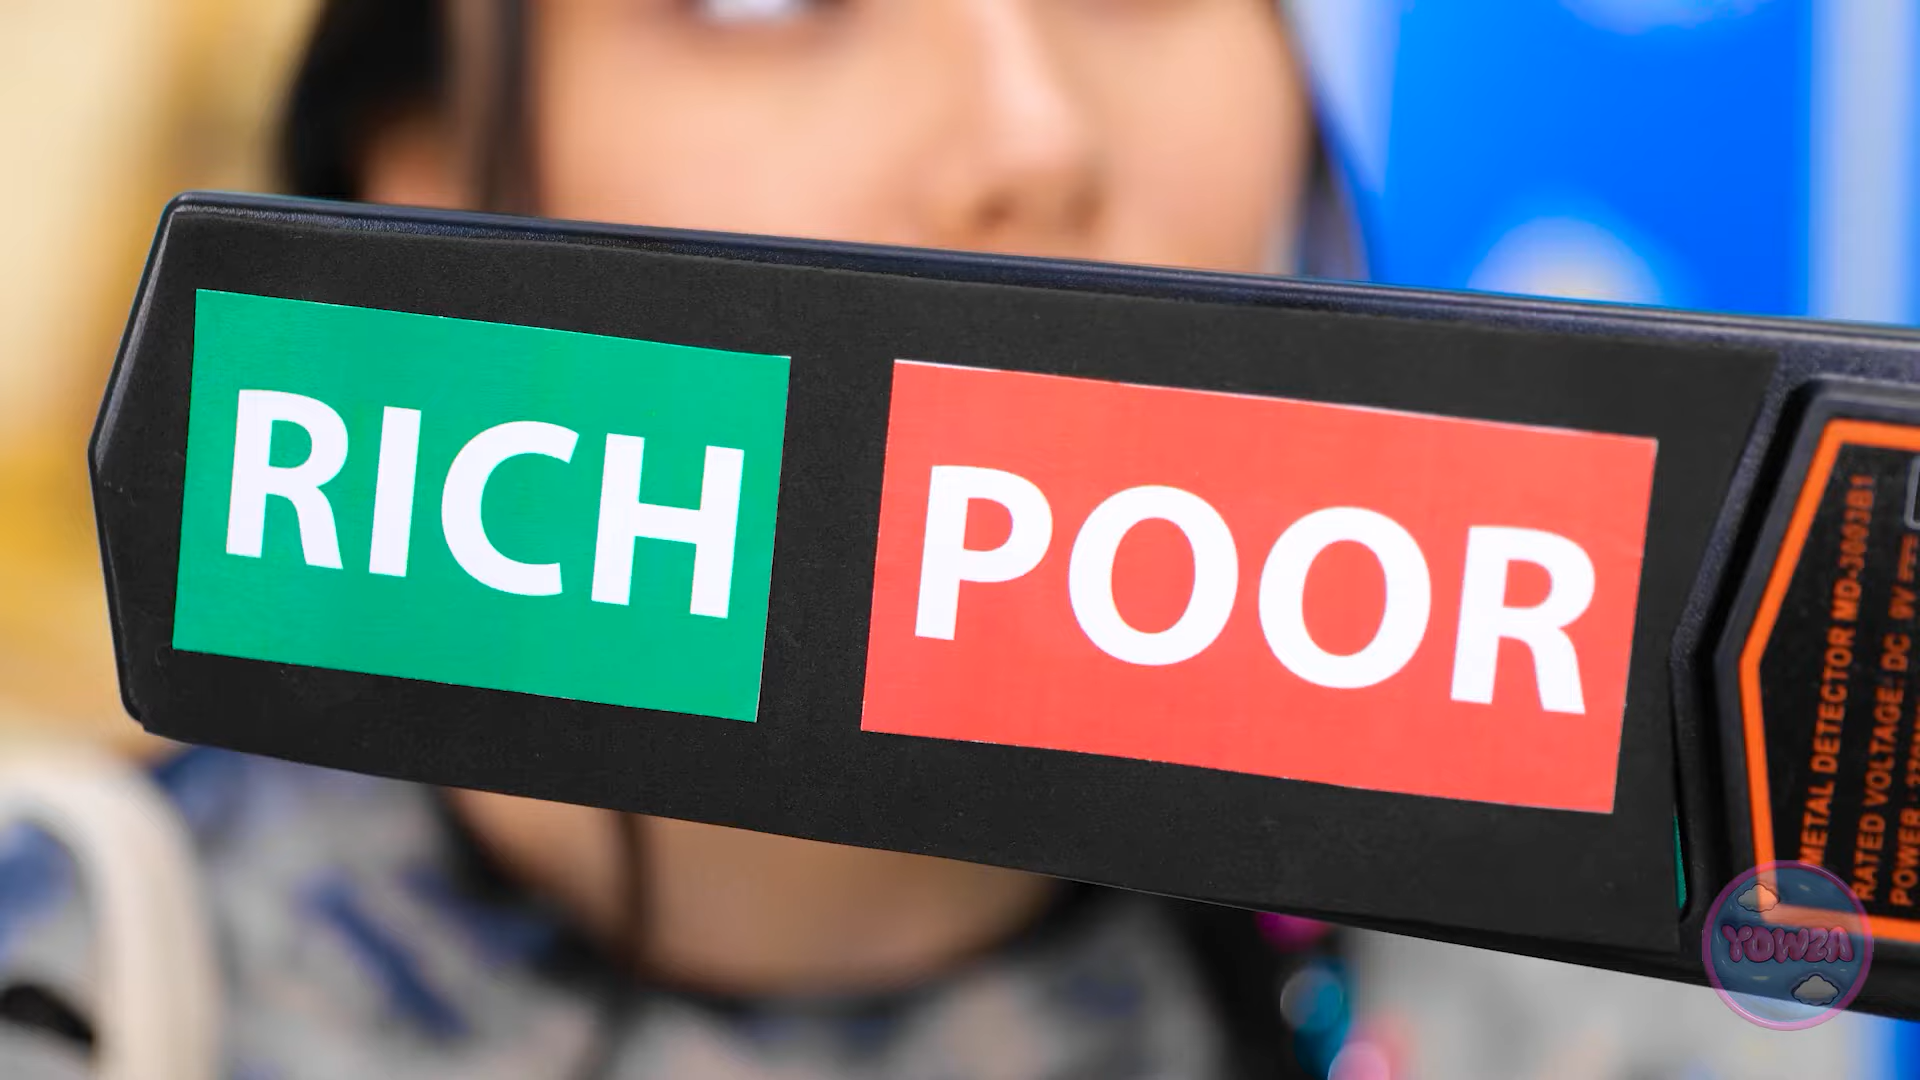 RICH
POOR
METAL DETECTOR MD-3003B1
RATED VOLTAGE: DC 9V
POWER:
YOWZA